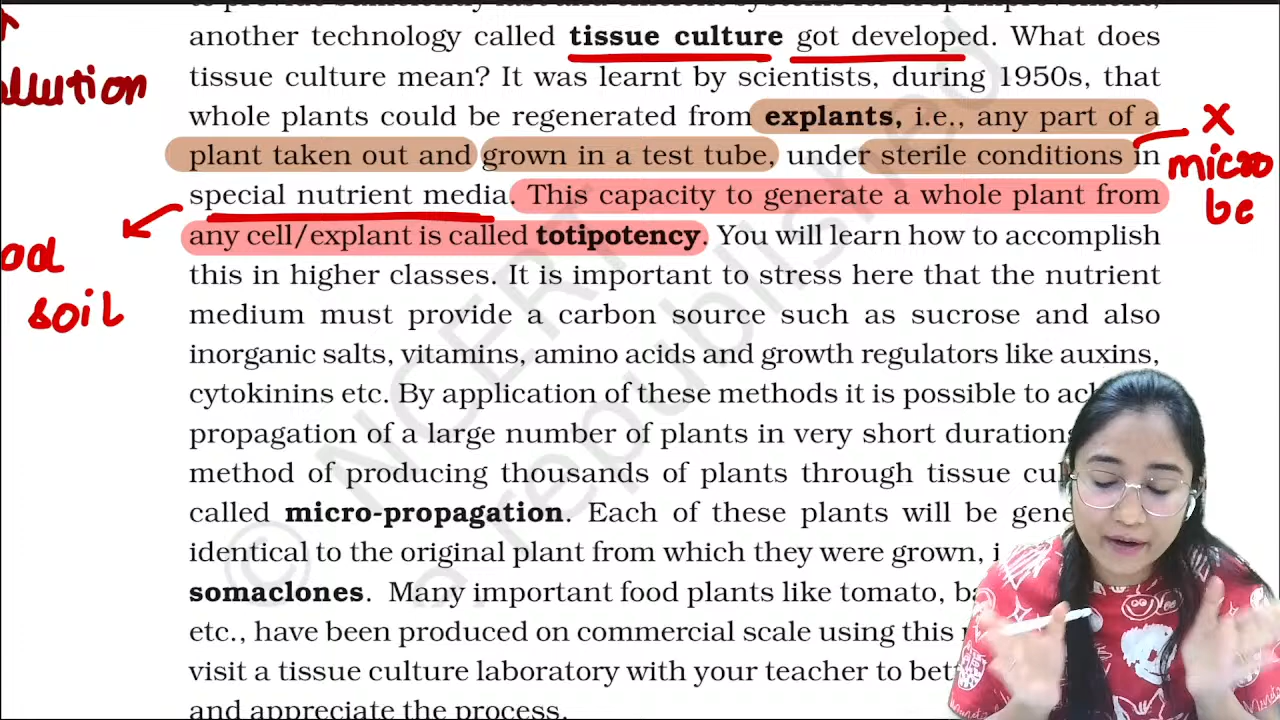 another technology called tissue culture got developed. What does
tissue culture mean? It was learnt by scientists, during 1950s, that
whole plants could be regenerated from explants, i.e., any part of a
plant taken out and grown in a test tube, under sterile conditions in
special nutrient media. This capacity to generate a whole plant from
any cell/explant is called totipotency. You will learn how to accomplish
this in higher classes. It is important to stress here that the nutrient
medium must provide a carbon source such as sucrose and also
inorganic salts, vitamins, amino acids and growth regulators like auxins,
cytokinins etc. By application of these methods it is possible to
propagation of a large number of plants in very short
method of producing thousands of plants through tissue
called micro-propagation. Each of these plants will be
identical to the original plant from which they were grown,
somaclones. Many important food plants like tomato,
etc., have been produced on commercial scale using this
visit a tissue culture laboratory with your teacher to
and appreciate the process.
x
micro
be
soil
© NCERT
republished